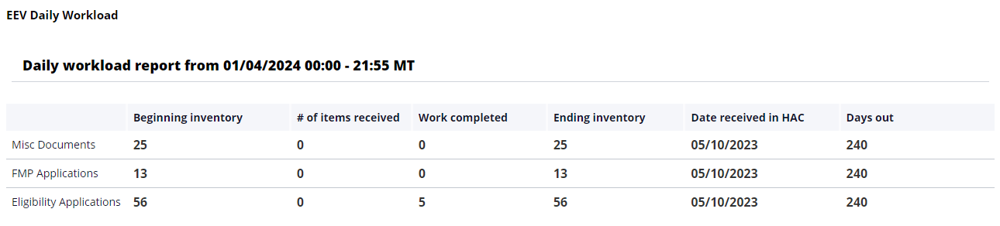 EEV Daily Workload
Daily workload report from 01/04/2024 00:00 - 21:55 MT
Beginning inventory # of items received Work completed Ending inventory Date received in HAC Days out
Misc Documents 25 0 0 25 05/10/2023 240
FMP Applications 13 0 0 13 05/10/2023 240
Eligibility Applications 56 0 5 56 05/10/2023 240